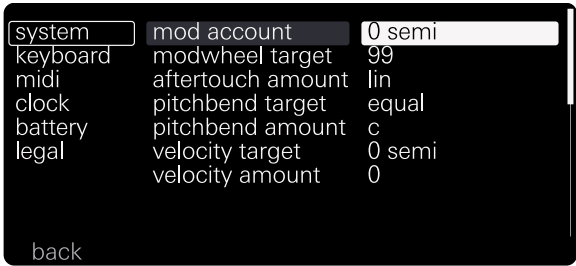 system mod account 0 semi
keyboard modwheel target 99
midi aftertouch amount lin
clock pitchbend target equal
battery pitchbend amount c
legal velocity target 0 semi
velocity amount 0
back